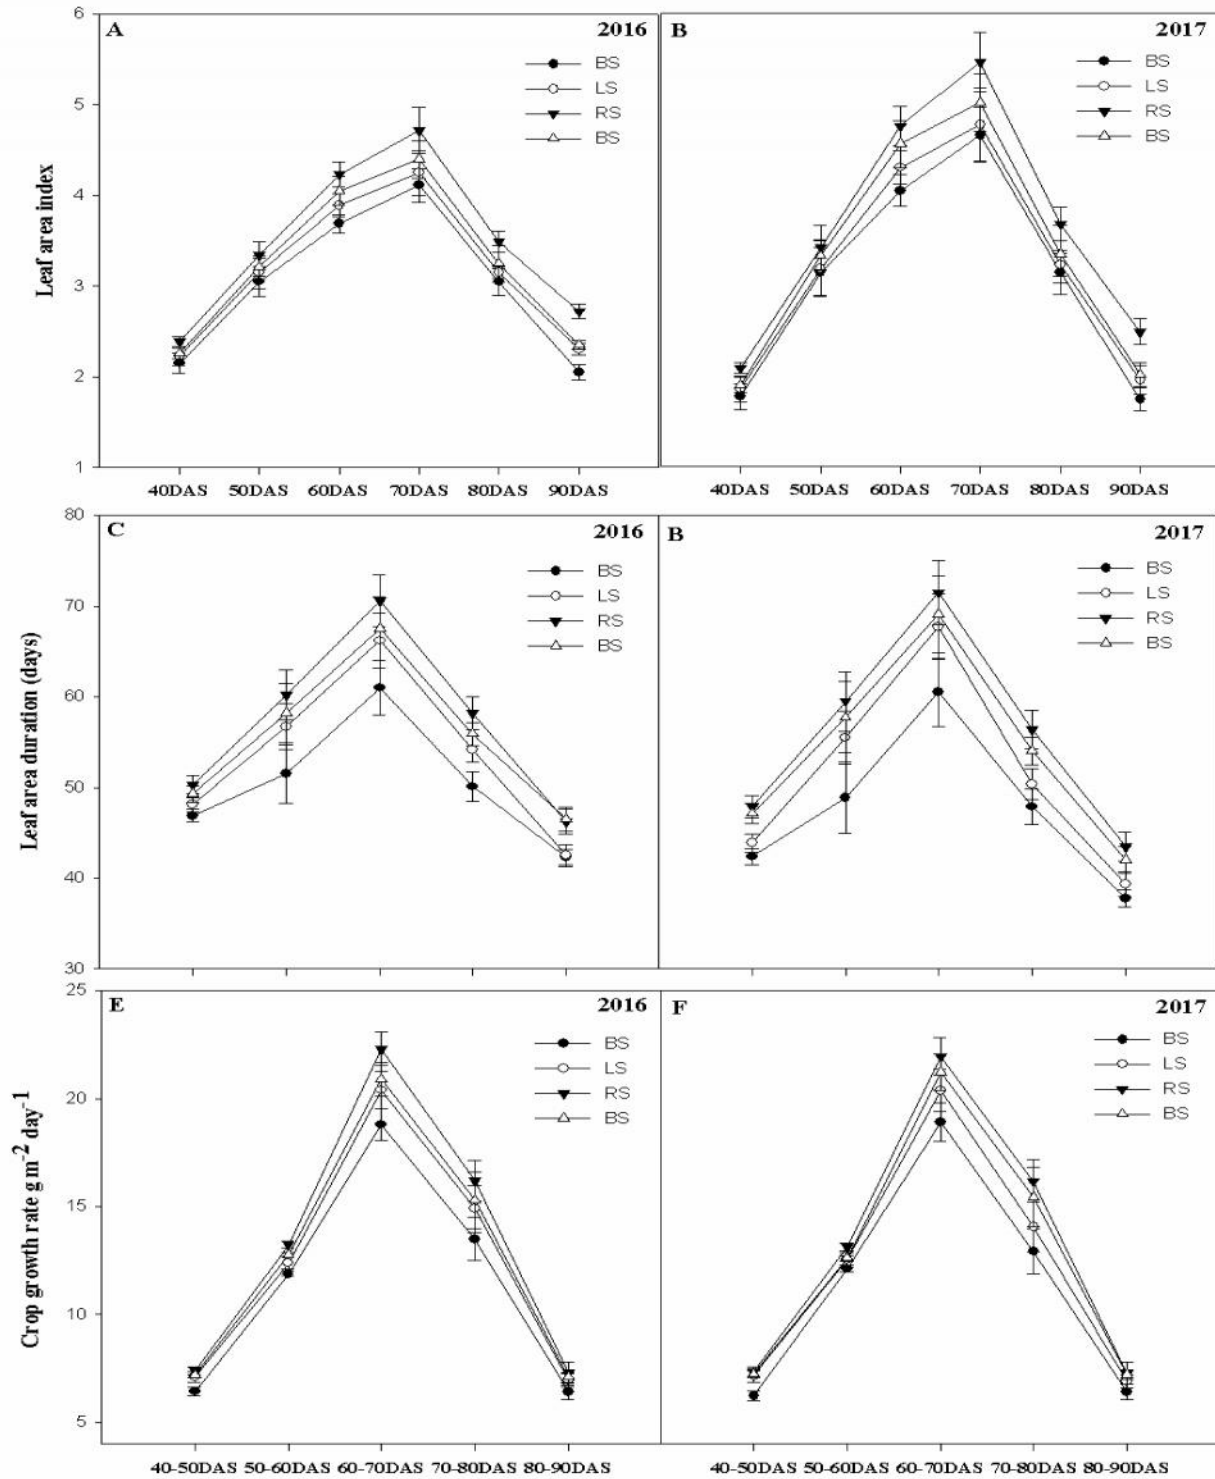 6
A 2016
BS
LS
RS
BS
5
4
3
2
1
Leaf area index
40DAS 50DAS 60DAS 70DAS 80DAS 90DAS
B 2017
BS
LS
RS
BS
40DAS 50DAS 60DAS 70DAS 80DAS 90DAS
80
C 2016
BS
LS
RS
BS
70
60
50
40
30
Leaf area duration (days)
B 2017
BS
LS
RS
BS
25
E 2016
BS
LS
RS
BS
20
15
10
5
Crop growth rate g m⁻² day⁻¹
40-50DAS 50-60DAS 60-70DAS 70-80DAS 80-90DAS
F 2017
BS
LS
RS
BS
40-50DAS 50-60DAS 60-70DAS 70-80DAS 80-90DAS